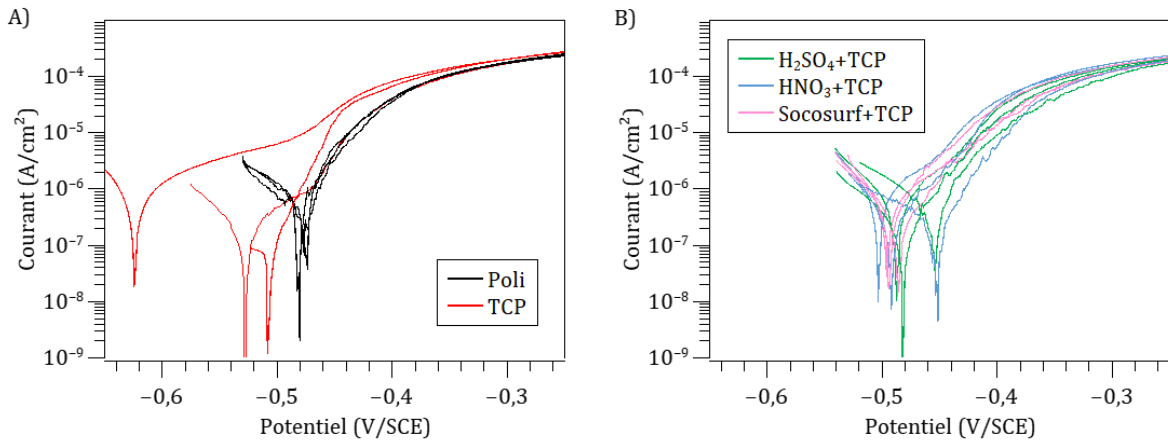 A)
Courant (A/cm²)
10⁻⁴
10⁻⁵
10⁻⁶
10⁻⁷
10⁻⁸
10⁻⁹
Poli
TCP
−0,6 −0,5 −0,4 −0,3
Potentiel (V/SCE)
B)
Courant (A/cm²)
10⁻⁴
10⁻⁵
10⁻⁶
10⁻⁷
10⁻⁸
10⁻⁹
H₂SO₄+TCP
HNO₃+TCP
Socosurf+TCP
−0,6 −0,5 −0,4 −0,3
Potentiel (V/SCE)